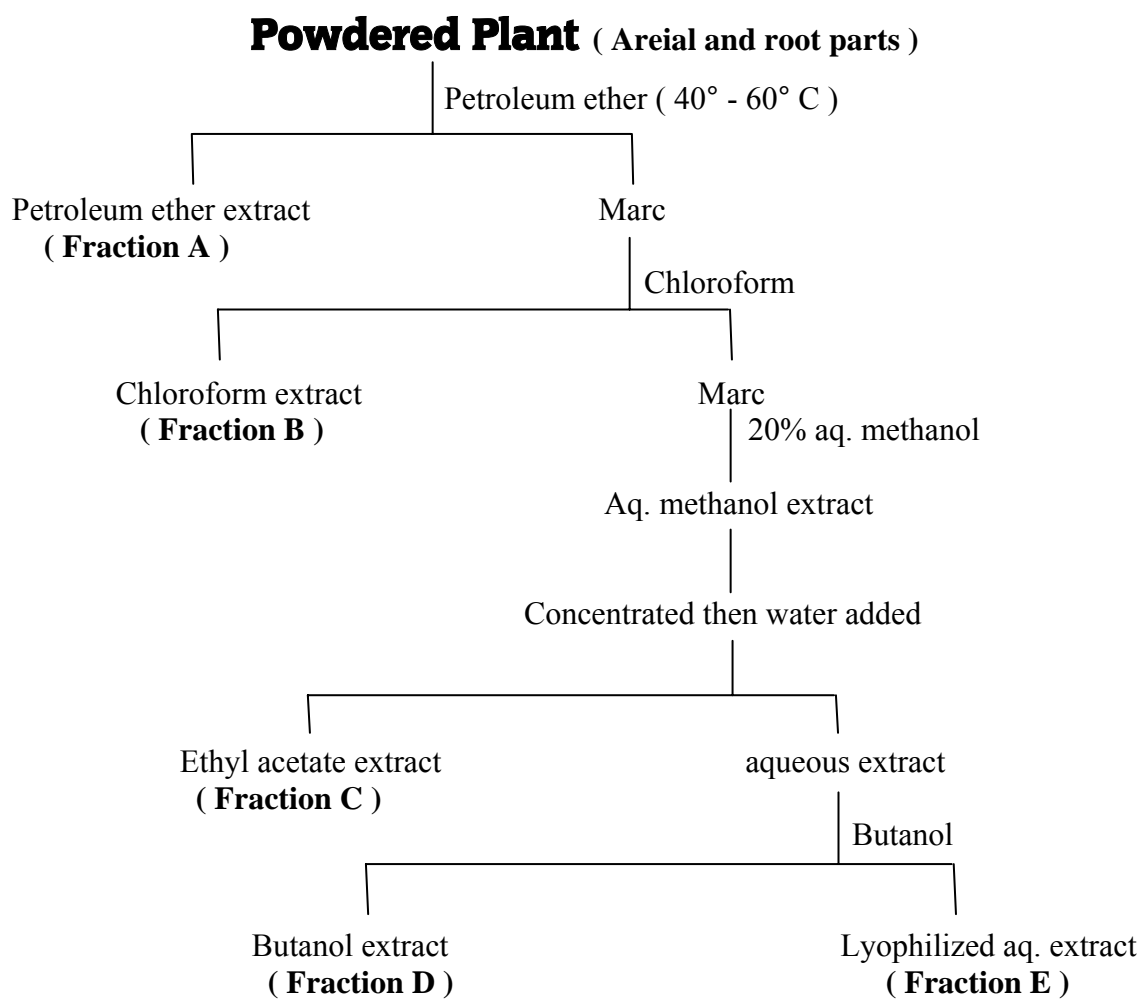 Powdered Plant ( Areial and root parts )
Petroleum ether ( 40° - 60° C )
Petroleum ether extract
( Fraction A )
Marc
Chloroform
Chloroform extract
( Fraction B )
Marc
20% aq. methanol
Aq. methanol extract
Concentrated then water added
Ethyl acetate extract
( Fraction C )
aqueous extract
Butanol
Butanol extract
( Fraction D )
Lyophilized aq. extract
( Fraction E )